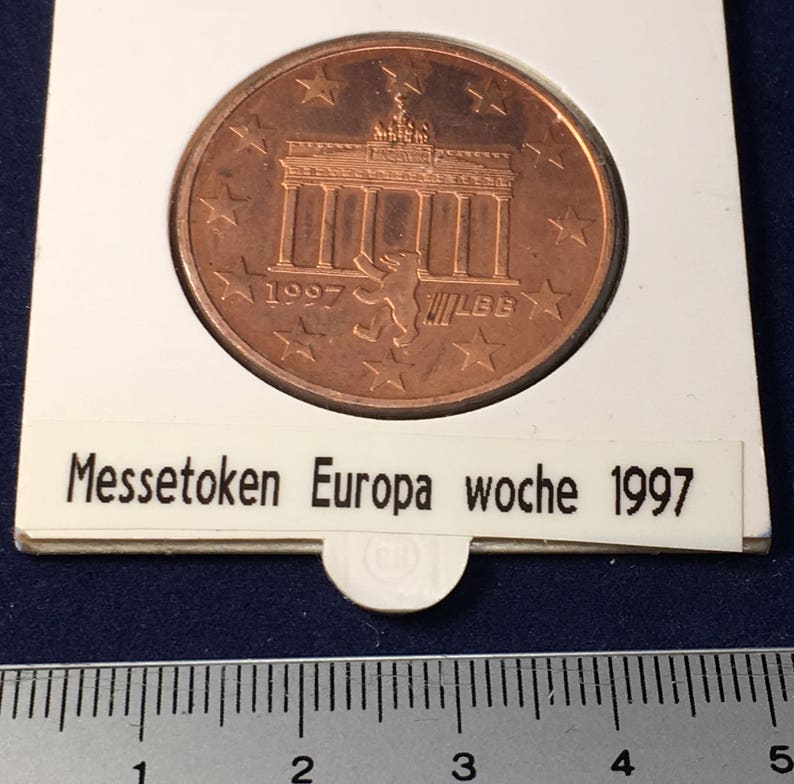 1997 LBB
Messetoken Europa woche 1997
1 2 3 4 5